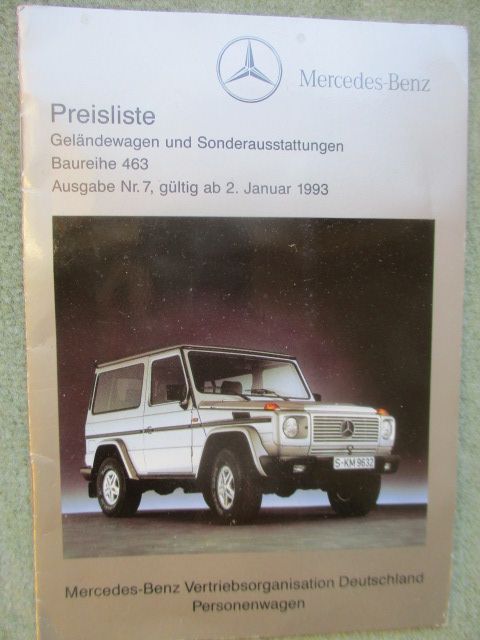 Mercedes-Benz
Preisliste
Geländewagen und Sonderausstattungen
Baureihe 463
Ausgabe Nr. 7, gültig ab 2. Januar 1993
S-KM 9632
Mercedes-Benz Vertriebsorganisation Deutschland
Personenwagen